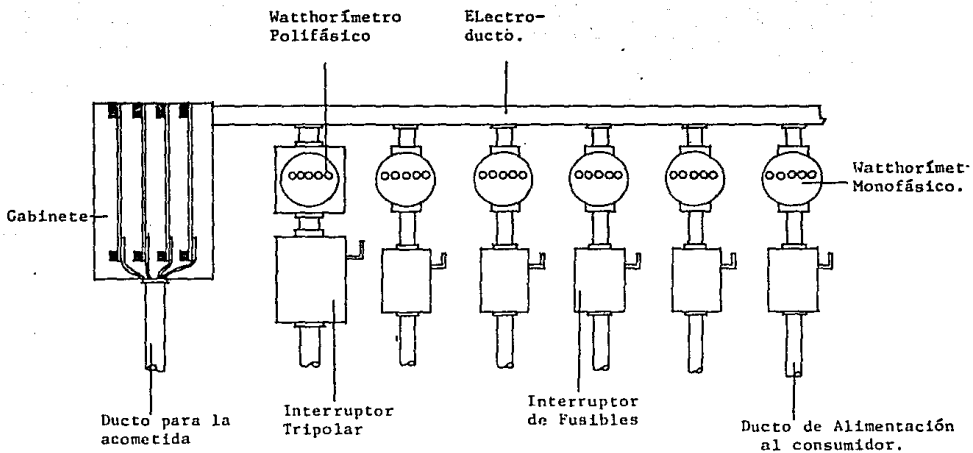 Watthorímetro
Polifásico
ELectro-
ducto.
Gabinete
Watthorímet-
Monofásico.
Ducto para la
acometida
Interruptor
Tripolar
Interruptor
de Fusibles
Ducto de Alimentación
al consumidor.